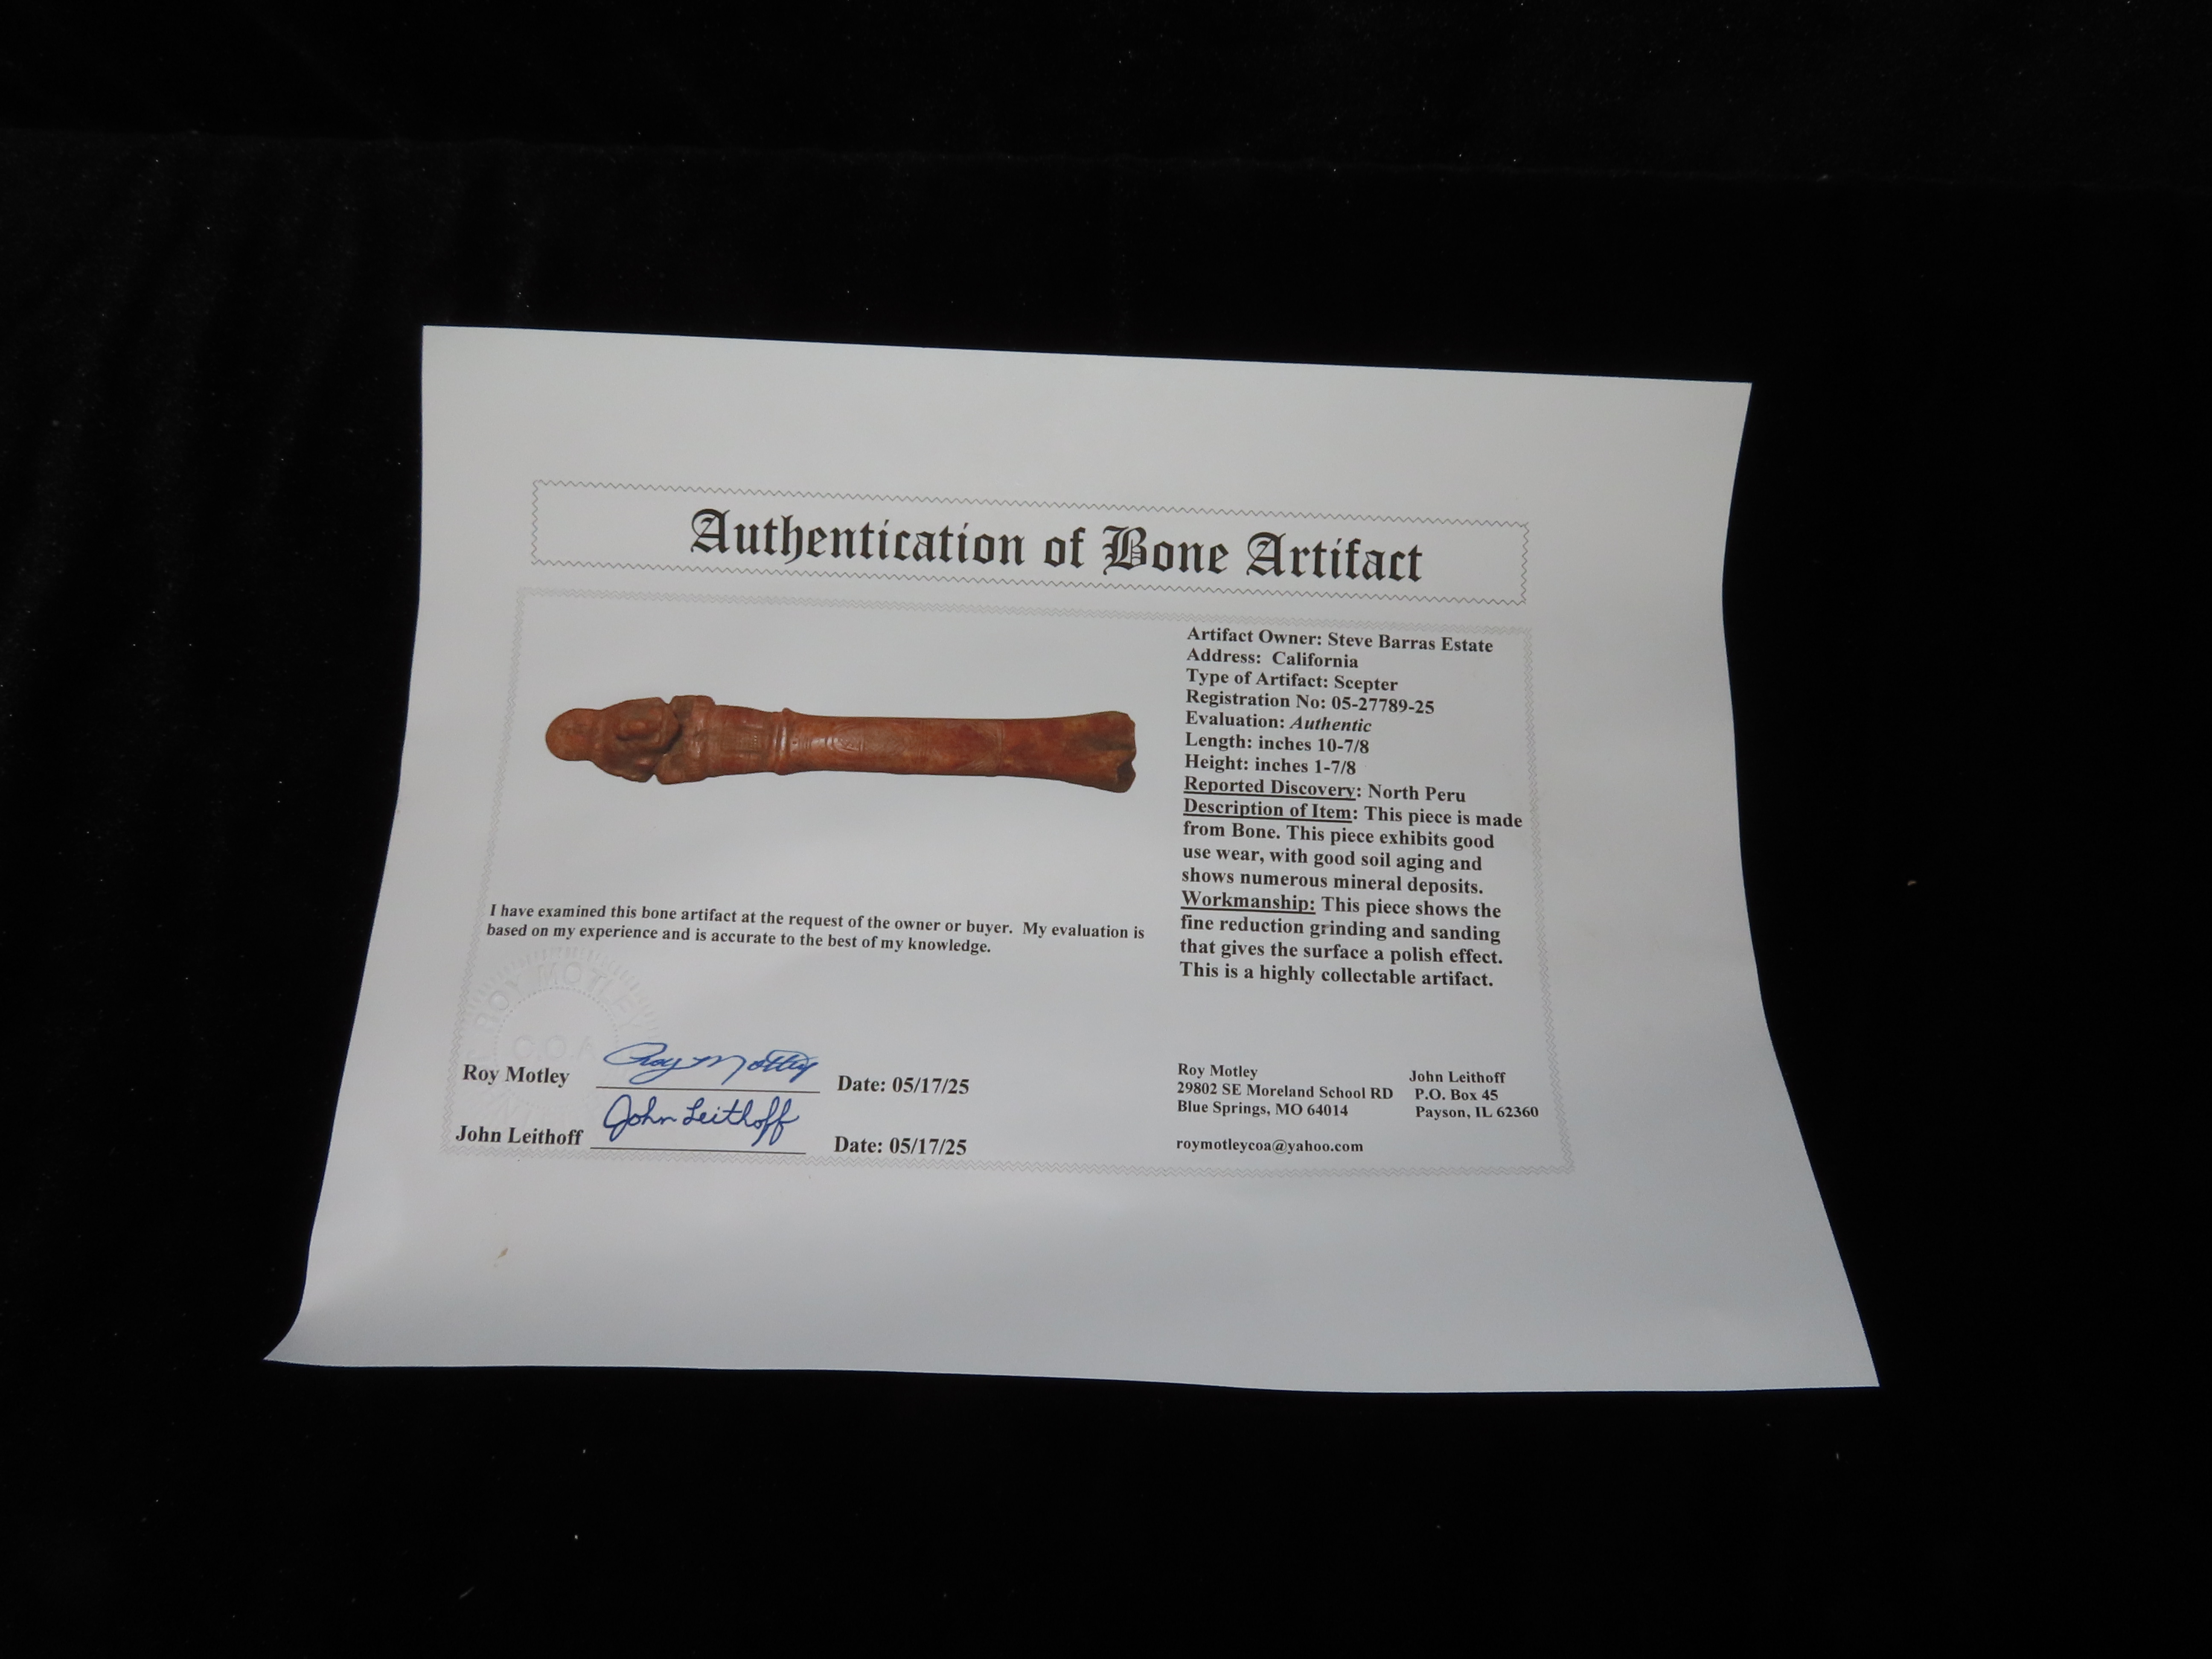 Authentication of Bone Artifact
Artifact Owner: Steve Barras Estate
Address: California
Type of Artifact: Scepter
Registration No: 05-27789-25
Evaluation: Authentic
Length: inches 10-7/8
Height: inches 1-7/8
Reported Discovery: North Peru
Description of Item: This piece is made
from Bone. This piece exhibits good
use wear, with good soil aging and
shows numerous mineral deposits.
Workmanship: This piece shows the
fine reduction grinding and sanding
that gives the surface a polish effect.
This is a highly collectable artifact.
I have examined this bone artifact at the request of the owner or buyer. My evaluation is
based on my experience and is accurate to the best of my knowledge.
ROY MOTLEY
Roy Motley Roy Motley Date: 05/17/25
John Leithoff John Leithoff Date: 05/17/25
Roy Motley
29802 SE Moreland School RD
Blue Springs, MO 64014
roymotleycoa@yahoo.com
John Leithoff
P.O. Box 45
Payson, IL 62360